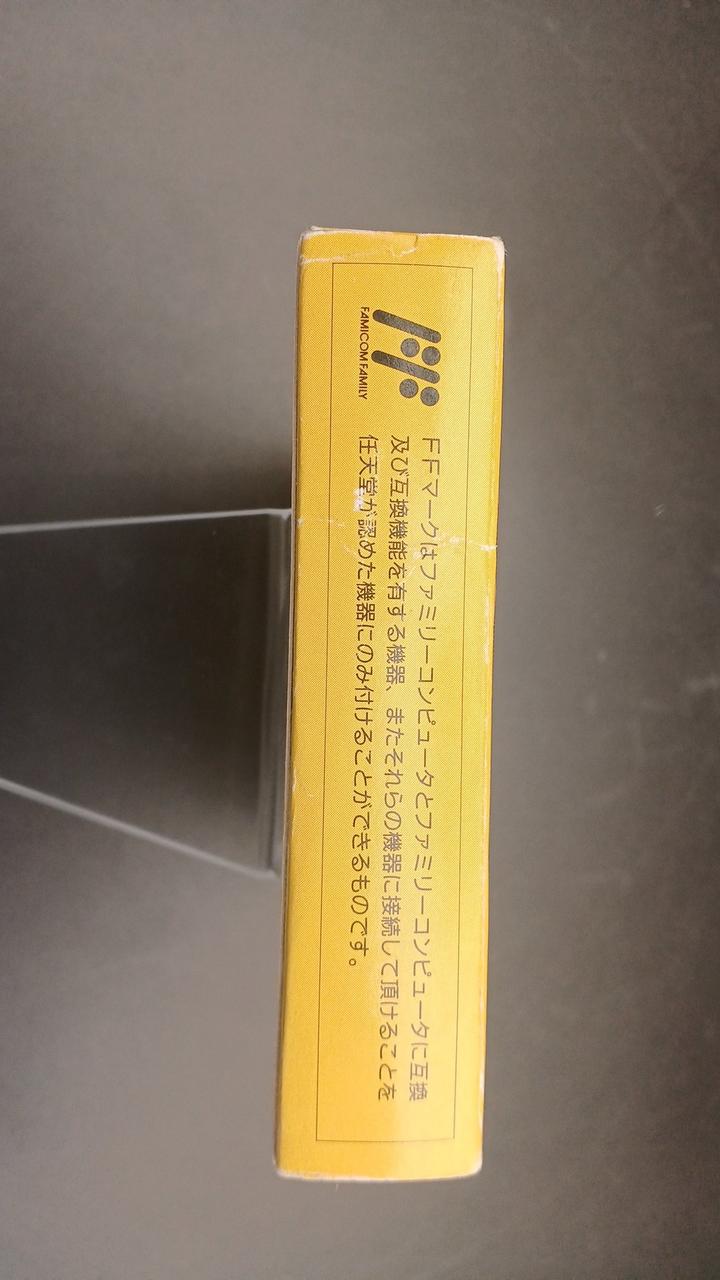 FAMICOM FAMILY
FFマークはファミリーコンピュータとファミリーコンピュータに互換
及び互換機能を有する機器、またそれらの機器に接続して頂けることを
任天堂が認めた機器にのみ付けることができるものです。